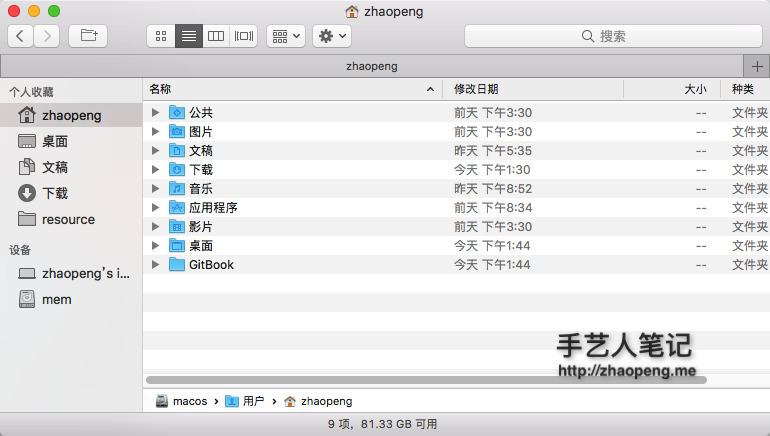 zhaopeng
搜索
zhaopeng
个人收藏
zhaopeng
桌面
文稿
下载
resource
设备
zhaopeng's i...
mem
名称 修改日期 大小 种类
公共 前天 下午3:30 -- 文件夹
图片 前天 下午3:30 -- 文件夹
文稿 昨天 下午5:35 -- 文件夹
下载 今天 下午1:30 -- 文件夹
音乐 昨天 下午8:52 -- 文件夹
应用程序 前天 下午8:34 -- 文件夹
影片 前天 下午3:30 -- 文件夹
桌面 今天 下午1:44 -- 文件夹
GitBook 今天 下午1:44 -- 文件夹
手艺人笔记
http://zhaopeng.me
macos › 用户 › zhaopeng
9 项，81.33 GB 可用